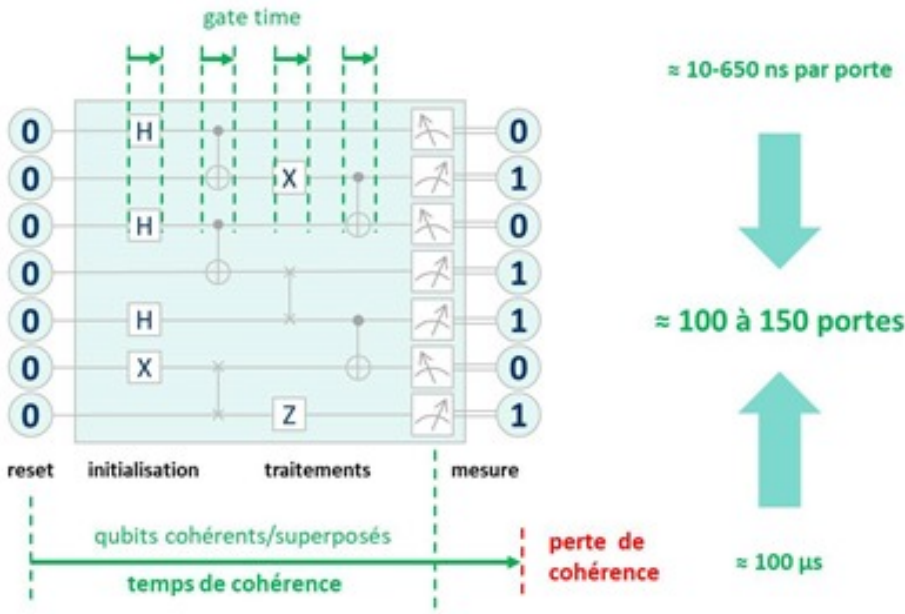 gate time
≈ 10-650 ns par porte
0 H 0
0 X 1
0 H 0
0 1
0 H 1
≈ 100 à 150 portes
0 X 0
0 Z 1
reset initialisation traitements mesure
qubits cohérents/superposés
temps de cohérence
perte de
cohérence
≈ 100 µs